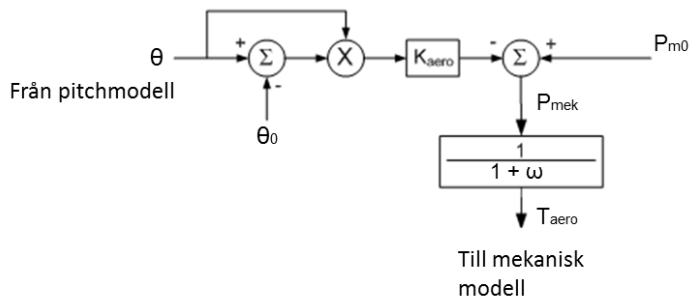 θ
Från pitchmodell
+
Σ
-
θ0
X
Kaero
-
Σ
+
Pm0
Pmek
1
1 + ω
Taero
Till mekanisk
modell